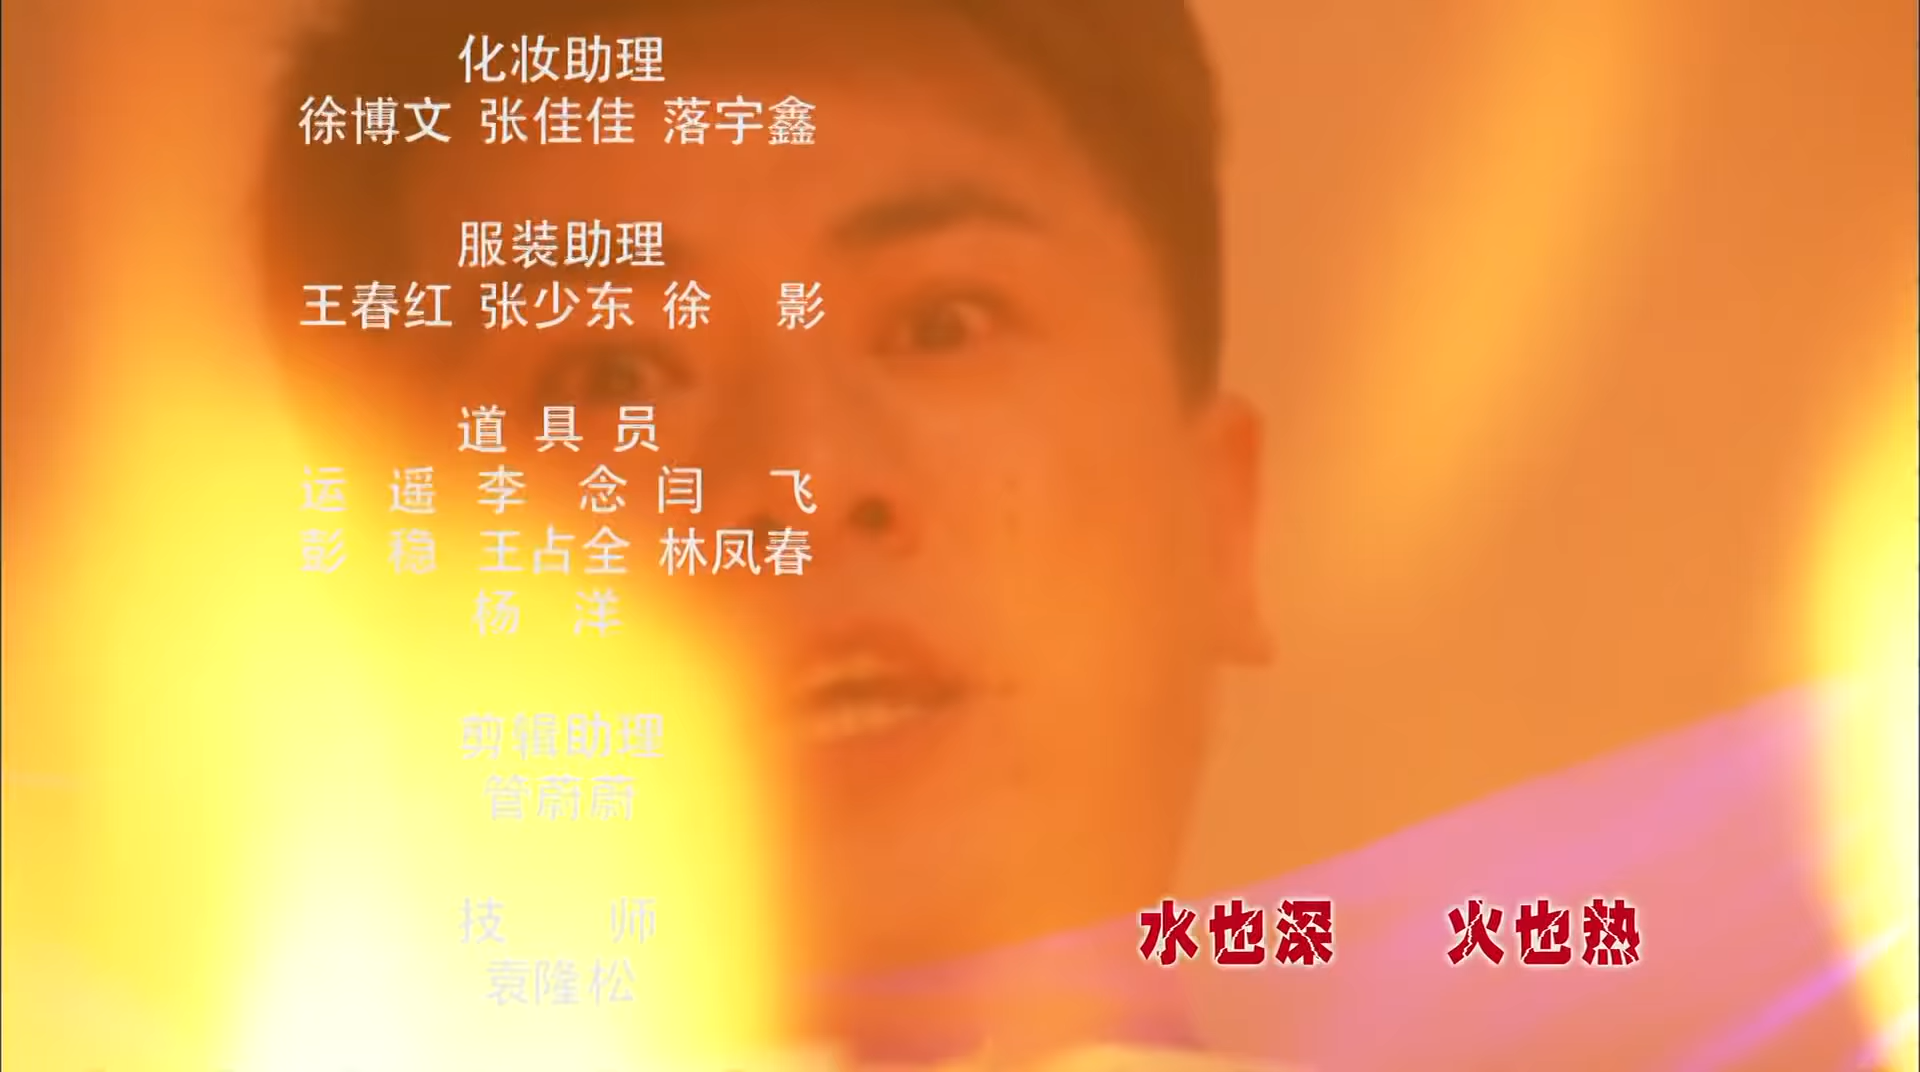 化妆助理
徐博文 张佳佳 落宇鑫
服装助理
王春红 张少东 徐 影
道具员
运 遥 李 念 闫 飞
彭 稳 王占全 林凤春
杨 洋
剪辑助理
管蔚蔚
技 师
袁隆松
水也深 火也热